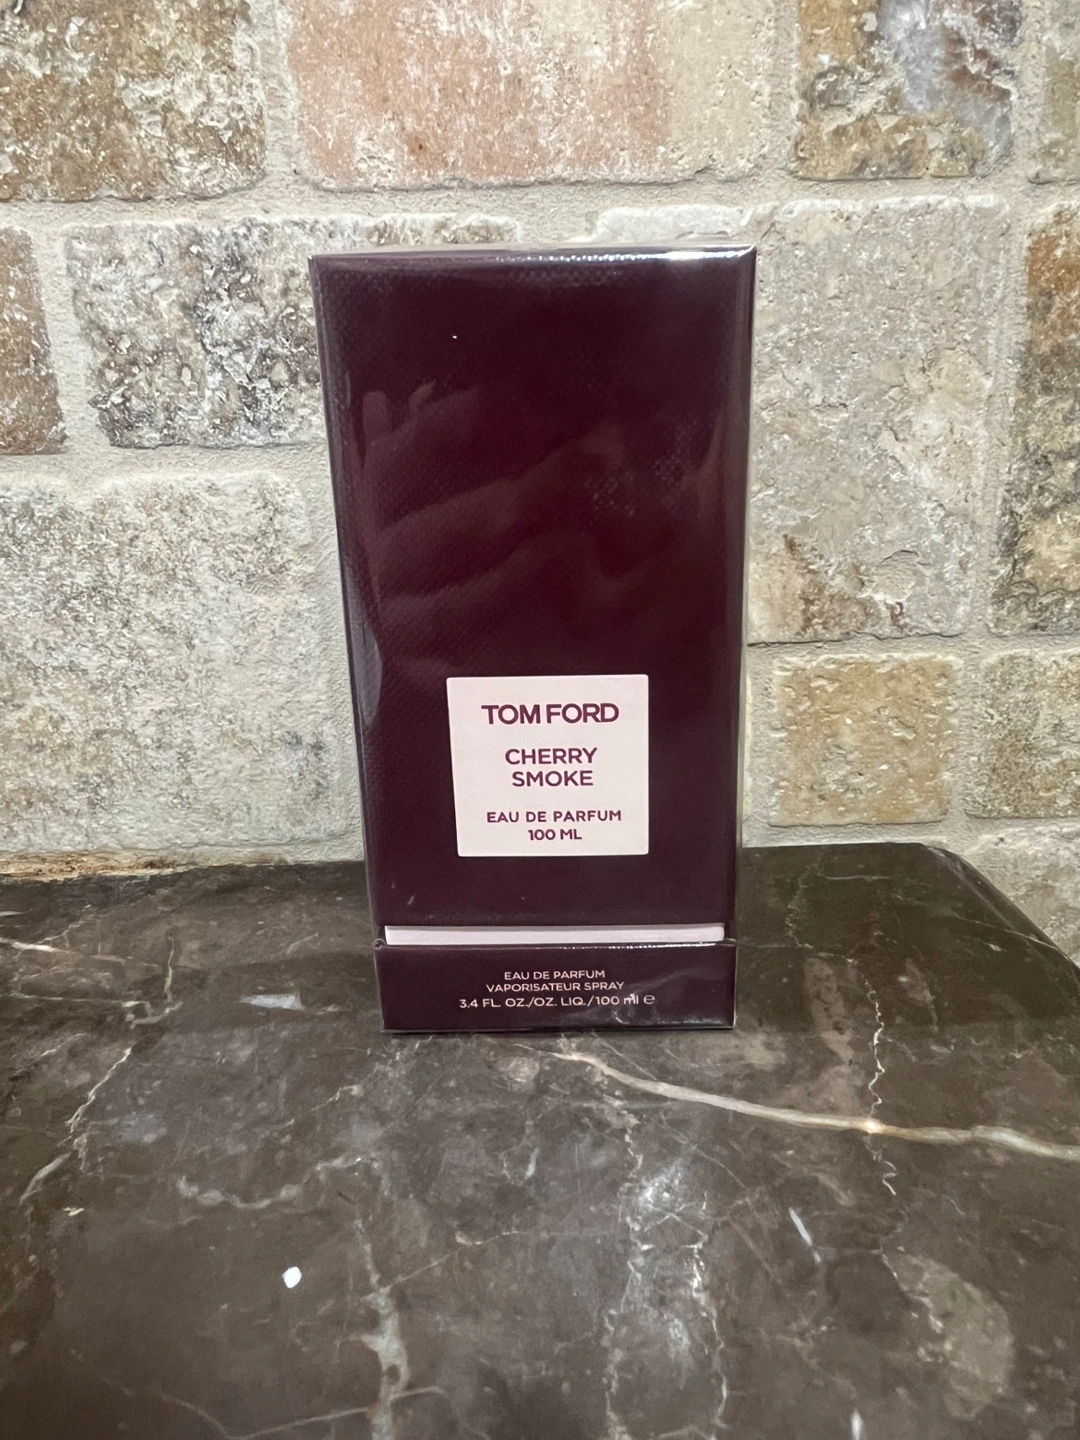 TOM FORD
CHERRY
SMOKE
EAU DE PARFUM
100 ML
EAU DE PARFUM
VAPORISATEUR SPRAY
3.4 FL. OZ./OZ. LIQ./100 ml ℮